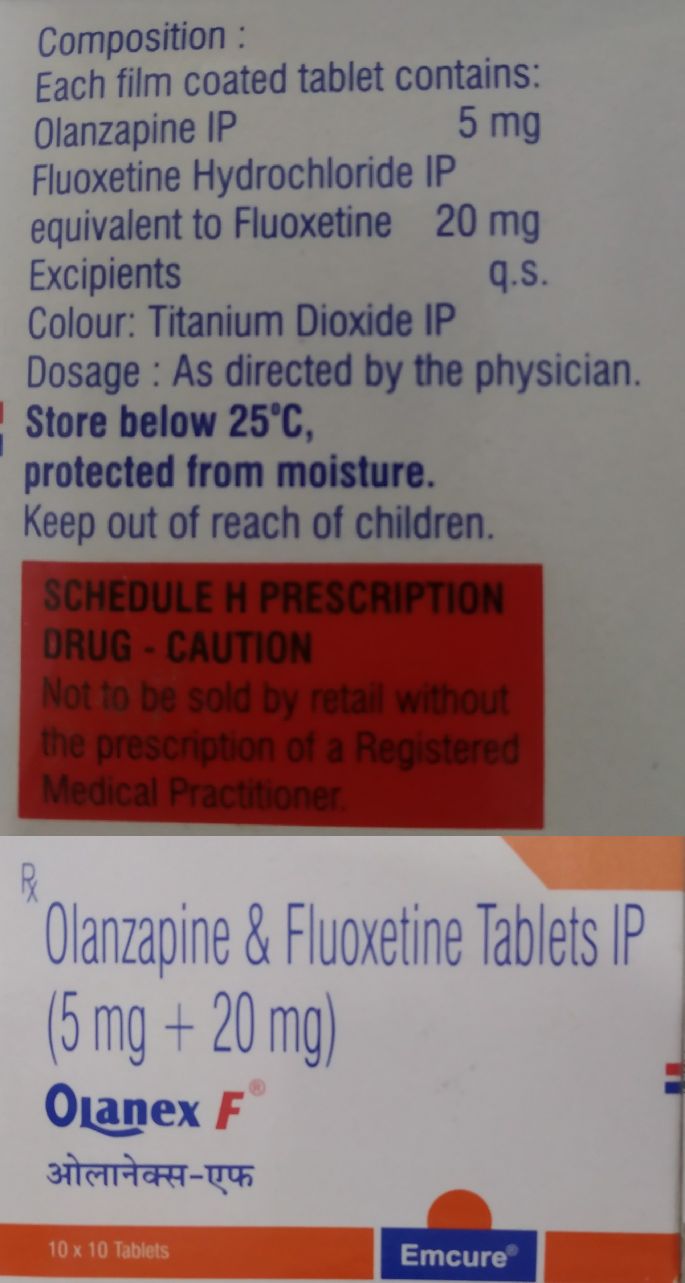 Composition :
Each film coated tablet contains:
Olanzapine IP 5 mg
Fluoxetine Hydrochloride IP
equivalent to Fluoxetine 20 mg
Excipients q.s.
Colour: Titanium Dioxide IP
Dosage : As directed by the physician.
Store below 25°C,
protected from moisture.
Keep out of reach of children.
SCHEDULE H PRESCRIPTION
DRUG - CAUTION
Not to be sold by retail without
the prescription of a Registered
Medical Practitioner.
Rx
Olanzapine & Fluoxetine Tablets IP
(5 mg + 20 mg)
Olanex F®
ओलानेक्स-एफ
10 x 10 Tablets
Emcure®